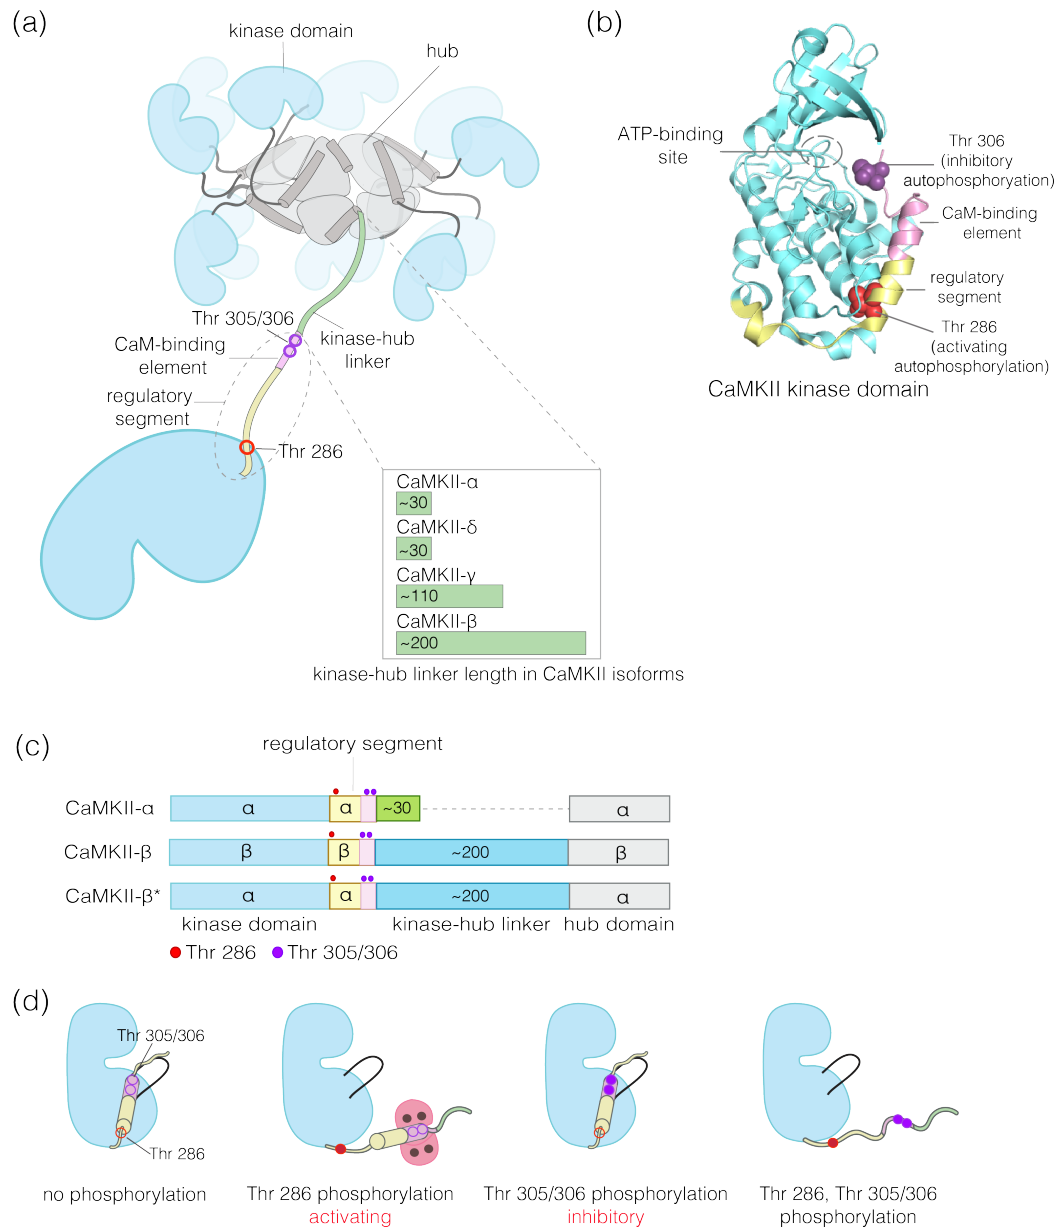 (a)
kinase domain
hub
Thr 305/306
CaM-binding
element
kinase-hub
linker
regulatory
segment
Thr 286
CaMKII-α
~30
CaMKII-δ
~30
CaMKII-γ
~110
CaMKII-β
~200
kinase-hub linker length in CaMKII isoforms
(b)
ATP-binding
site
Thr 306
(inhibitory
autophosphoryation)
CaM-binding
element
regulatory
segment
Thr 286
(activating
autophosphorylation)
CaMKII kinase domain
(c)
regulatory segment
CaMKII-α α α ~30 α
CaMKII-β β β ~200 β
CaMKII-β* α α ~200 α
kinase domain kinase-hub linker hub domain
Thr 286 Thr 305/306
(d)
Thr 305/306
Thr 286
no phosphorylation
Thr 286 phosphorylation
activating
Thr 305/306 phosphorylation
inhibitory
Thr 286, Thr 305/306
phosphorylation